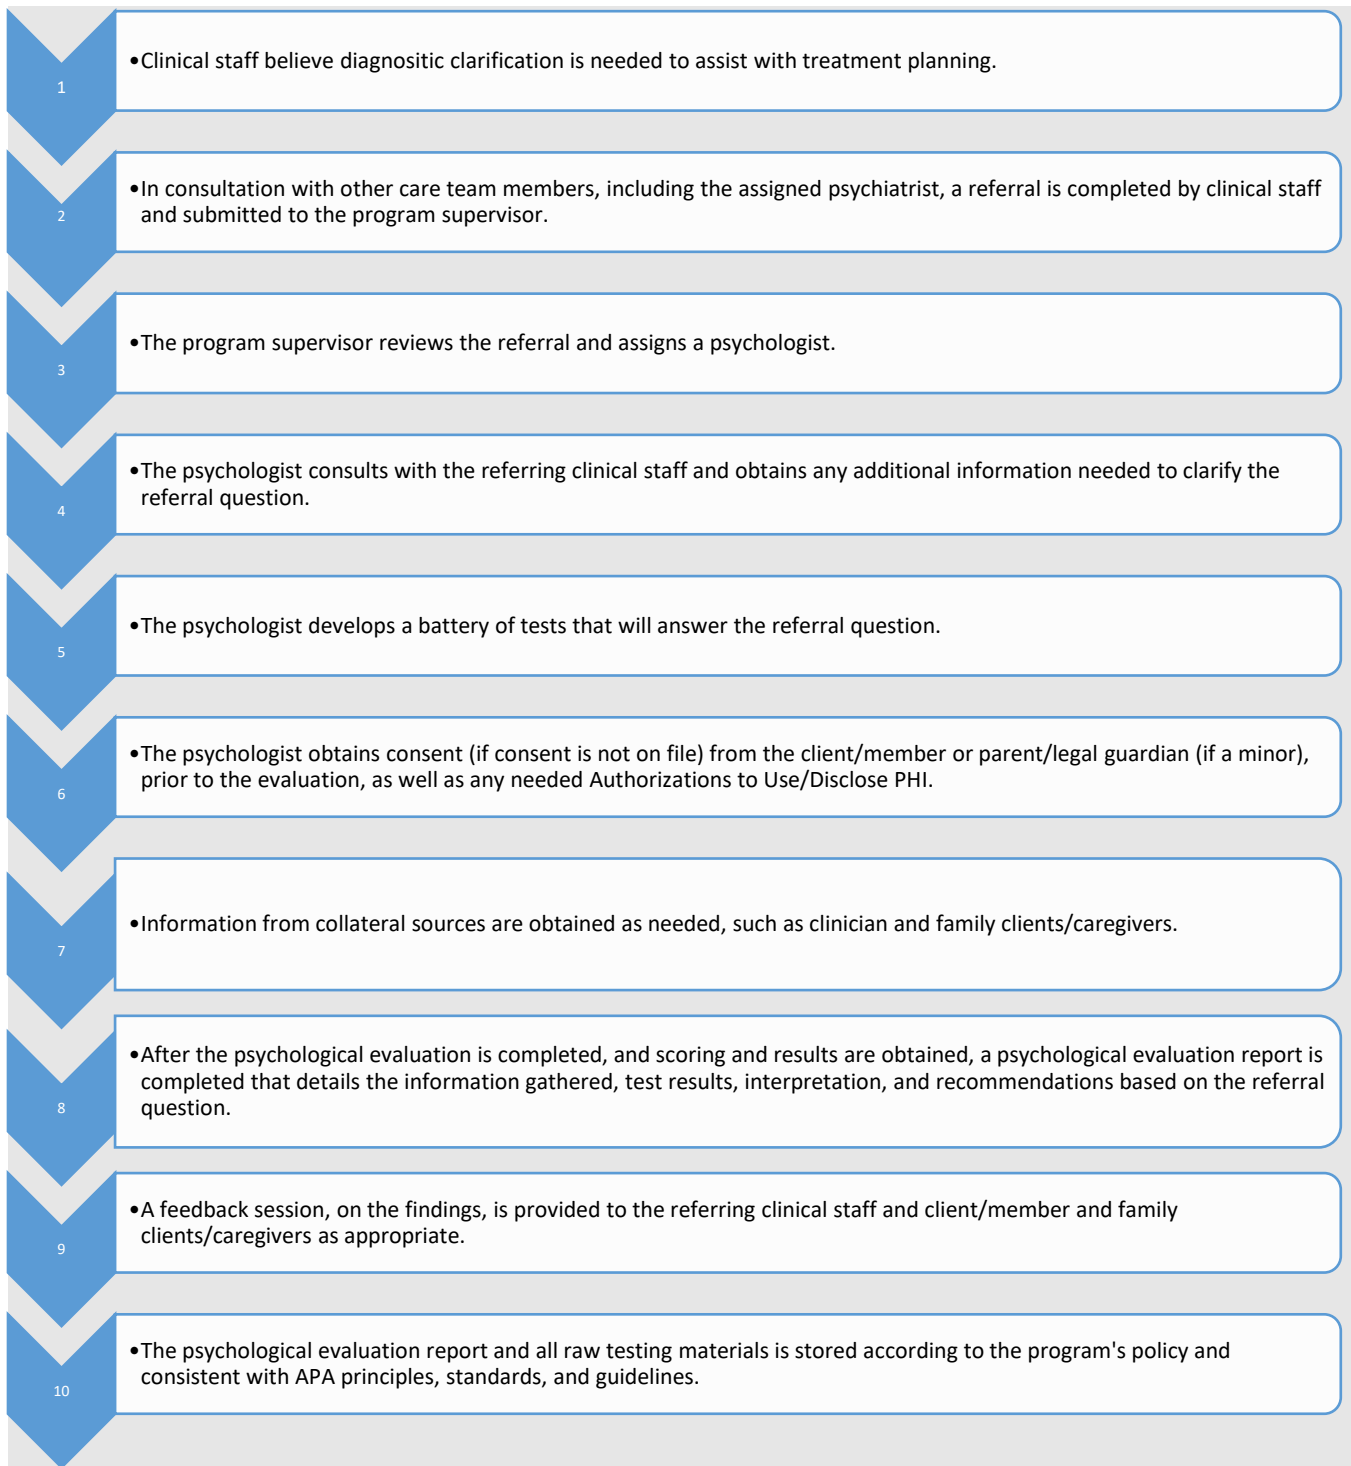 1
•Clinical staff believe diagnositic clarification is needed to assist with treatment planning.
2
•In consultation with other care team members, including the assigned psychiatrist, a referral is completed by clinical staff
and submitted to the program supervisor.
3
•The program supervisor reviews the referral and assigns a psychologist.
4
•The psychologist consults with the referring clinical staff and obtains any additional information needed to clarify the
referral question.
5
•The psychologist develops a battery of tests that will answer the referral question.
6
•The psychologist obtains consent (if consent is not on file) from the client/member or parent/legal guardian (if a minor),
prior to the evaluation, as well as any needed Authorizations to Use/Disclose PHI.
7
•Information from collateral sources are obtained as needed, such as clinician and family clients/caregivers.
8
•After the psychological evaluation is completed, and scoring and results are obtained, a psychological evaluation report is
completed that details the information gathered, test results, interpretation, and recommendations based on the referral
question.
9
•A feedback session, on the findings, is provided to the referring clinical staff and client/member and family
clients/caregivers as appropriate.
10
•The psychological evaluation report and all raw testing materials is stored according to the program's policy and
consistent with APA principles, standards, and guidelines.